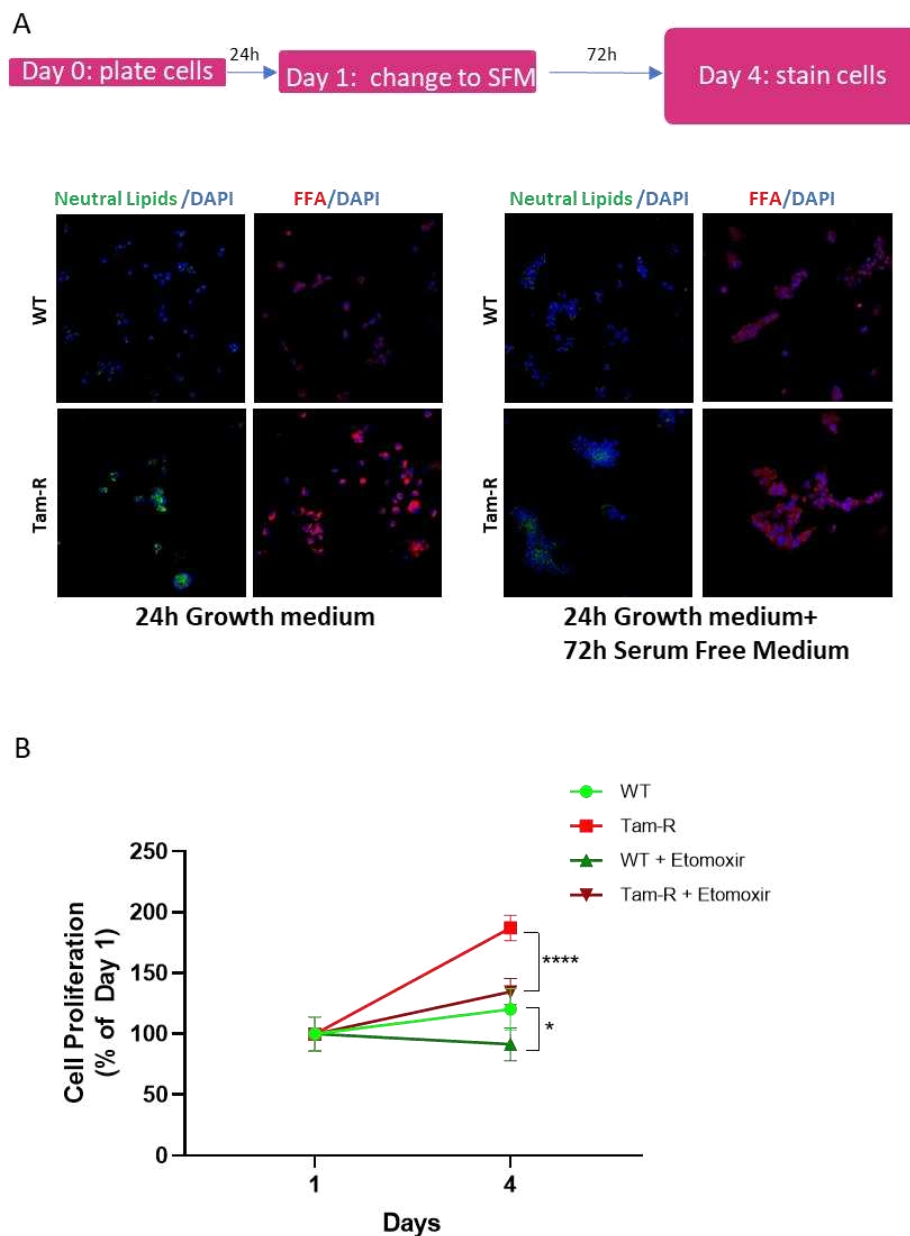 A
Day 0: plate cells
24h
Day 1: change to SFM
72h
Day 4: stain cells
Neutral Lipids /DAPI
FFA/DAPI
Neutral Lipids /DAPI
FFA/DAPI
WT
WT
Tam-R
Tam-R
24h Growth medium
24h Growth medium+
72h Serum Free Medium
B
WT
Tam-R
WT + Etomoxir
Tam-R + Etomoxir
250
200
150
100
50
0
Cell Proliferation
(% of Day 1)
****
*
1
4
Days